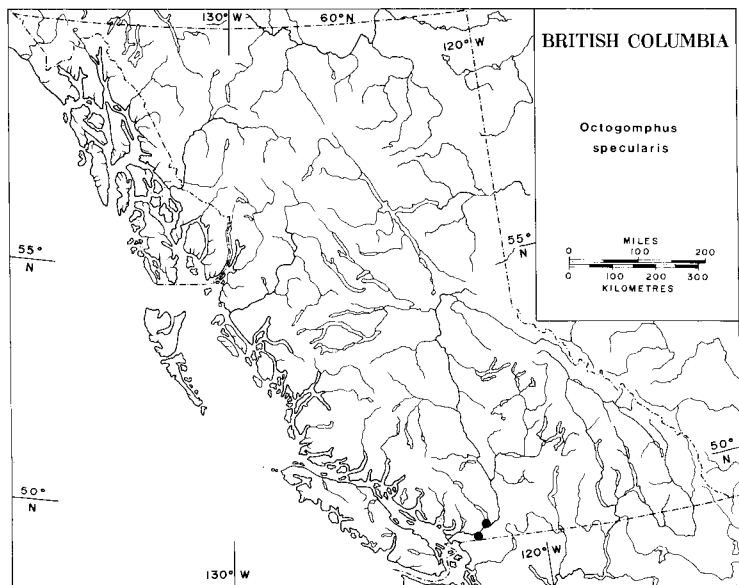 130° W
60° N
120° W
BRITISH COLUMBIA
Octogomphus
specularis
55°
N
55°
N
MILES
0 100 200
0 100 200 300
KILOMETRES
50°
N
50°
N
130° W
120° W